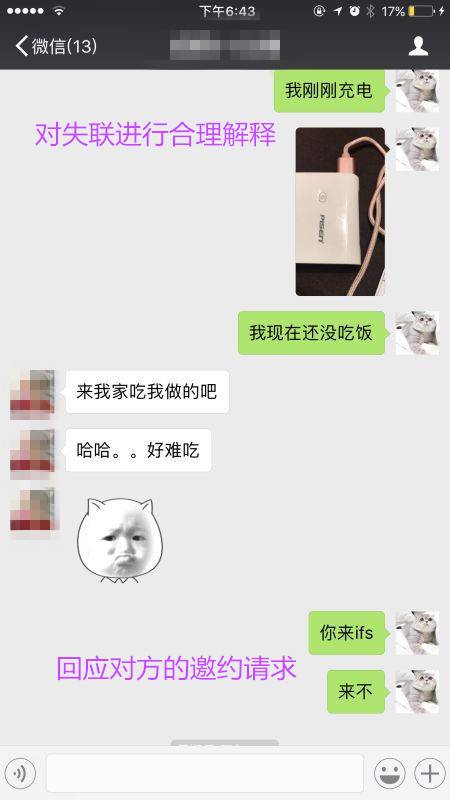 下午6:43
17%
微信(13)
我刚刚充电
对失联进行合理解释
PISEN
我现在还没吃饭
来我家吃我做的吧
哈哈。。好难吃
你来ifs
回应对方的邀约请求
来不